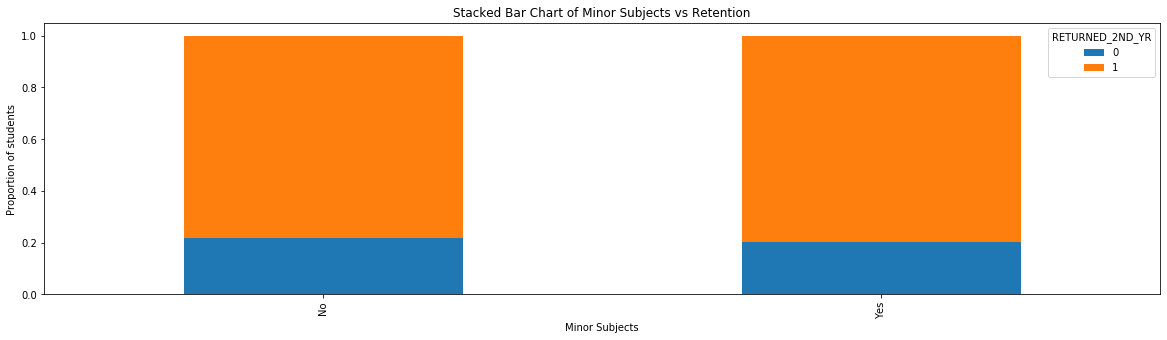 Stacked Bar Chart of Minor Subjects vs Retention
RETURNED_2ND_YR
0
1
Proportion of students
1.0
0.8
0.6
0.4
0.2
0.0
No
Yes
Minor Subjects